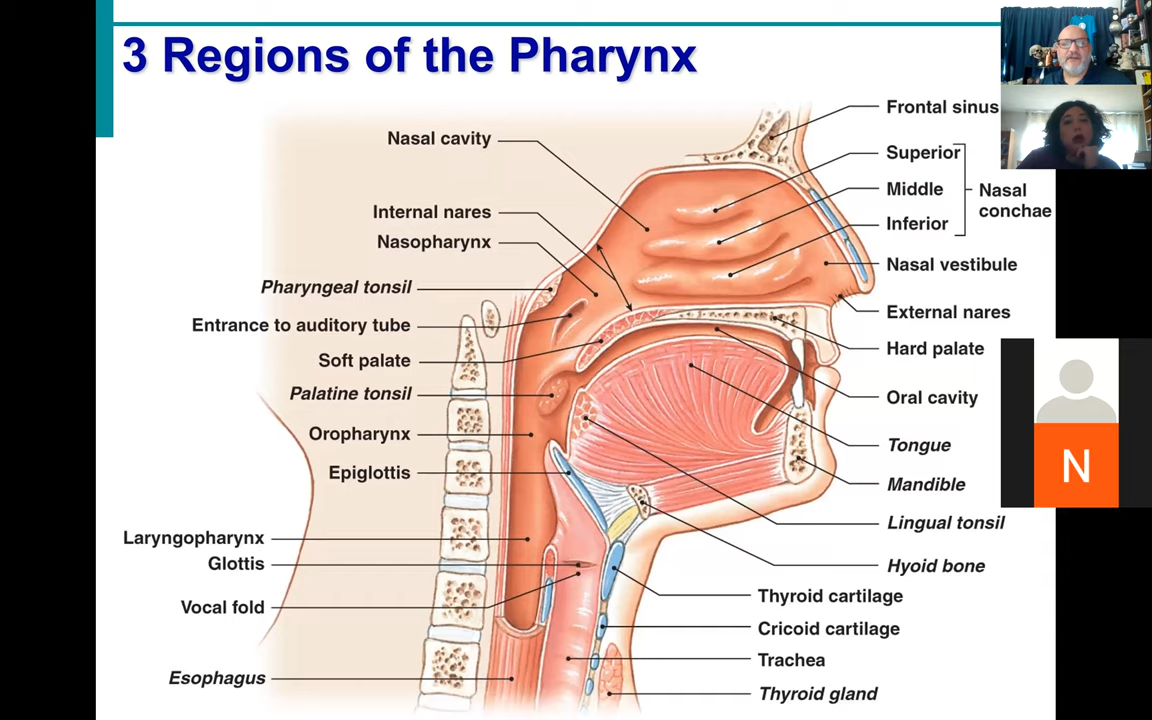 3 Regions of the Pharynx
Nasal cavity
Internal nares
Nasopharynx
Pharyngeal tonsil
Entrance to auditory tube
Soft palate
Palatine tonsil
Oropharynx
Epiglottis
Laryngopharynx
Glottis
Vocal fold
Esophagus
Frontal sinus
Superior
Middle
Inferior
Nasal
conchae
Nasal vestibule
External nares
Hard palate
Oral cavity
Tongue
Mandible
Lingual tonsil
Hyoid bone
Thyroid cartilage
Cricoid cartilage
Trachea
Thyroid gland
N